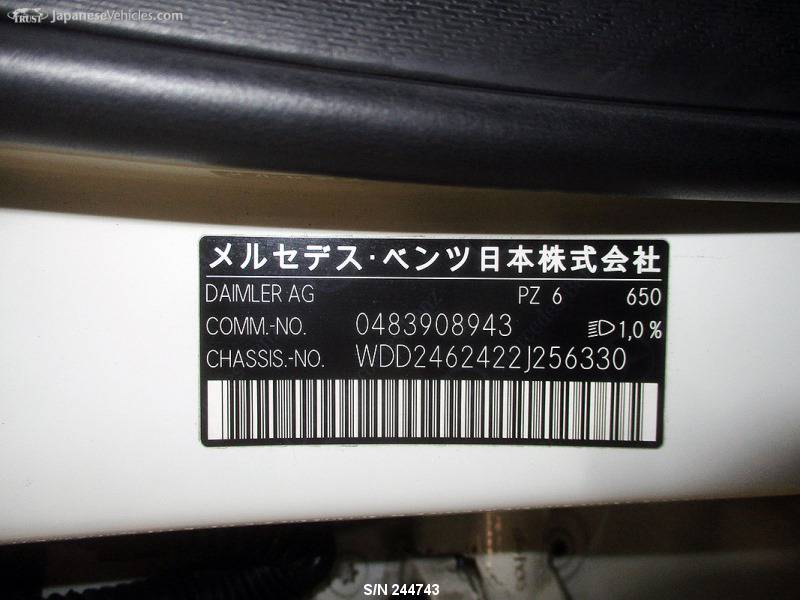 TRUST JapaneseVehicles.com
メルセデス・ベンツ日本株式会社
DAIMLER AG PZ 6 650
COMM.-NO. 0483908943 1,0 %
CHASSIS.-NO. WDD2462422J256330
S/N 244743